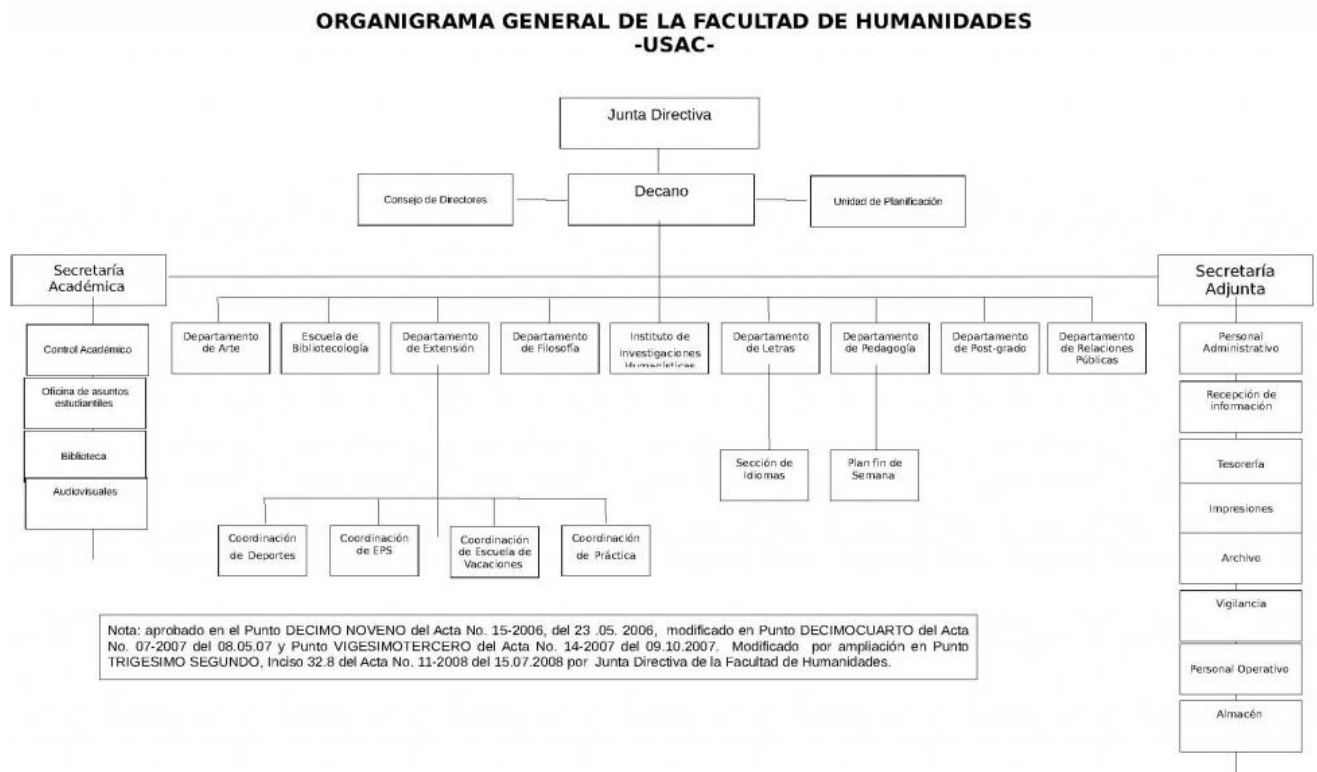 ORGANIGRAMA GENERAL DE LA FACULTAD DE HUMANIDADES
-USAC-
Junta Directiva
Consejo de Directores
Decano
Unidad de Planificación
Secretaría
Académica
Secretaría
Adjunta
Control Académico
Oficina de asuntos
estudiantiles
Biblioteca
Audiovisuales
Departamento
de Arte
Escuela de
Bibliotecología
Departamento
de Extensión
Departamento
de Filosofía
Instituto de
Investigaciones
Humanísticas
Departamento
de Letras
Departamento
de Pedagogía
Departamento
de Post-grado
Departamento
de Relaciones
Públicas
Sección de
Idiomas
Plan fin de
Semana
Coordinación
de Deportes
Coordinación
de EPS
Coordinación
de Escuela de
Vacaciones
Coordinación
de Práctica
Personal
Administrativo
Recepción de
información
Tesorería
Impresiones
Archivo
Vigilancia
Personal Operativo
Almacén
Nota: aprobado en el Punto DECIMO NOVENO del Acta No. 15-2006, del 23 .05. 2006, modificado en Punto DECIMOCUARTO del Acta
No. 07-2007 del 08.05.07 y Punto VIGESIMOTERCERO del Acta No. 14-2007 del 09.10.2007. Modificado por ampliación en Punto
TRIGESIMO SEGUNDO, Inciso 32.8 del Acta No. 11-2008 del 15.07.2008 por Junta Directiva de la Facultad de Humanidades.